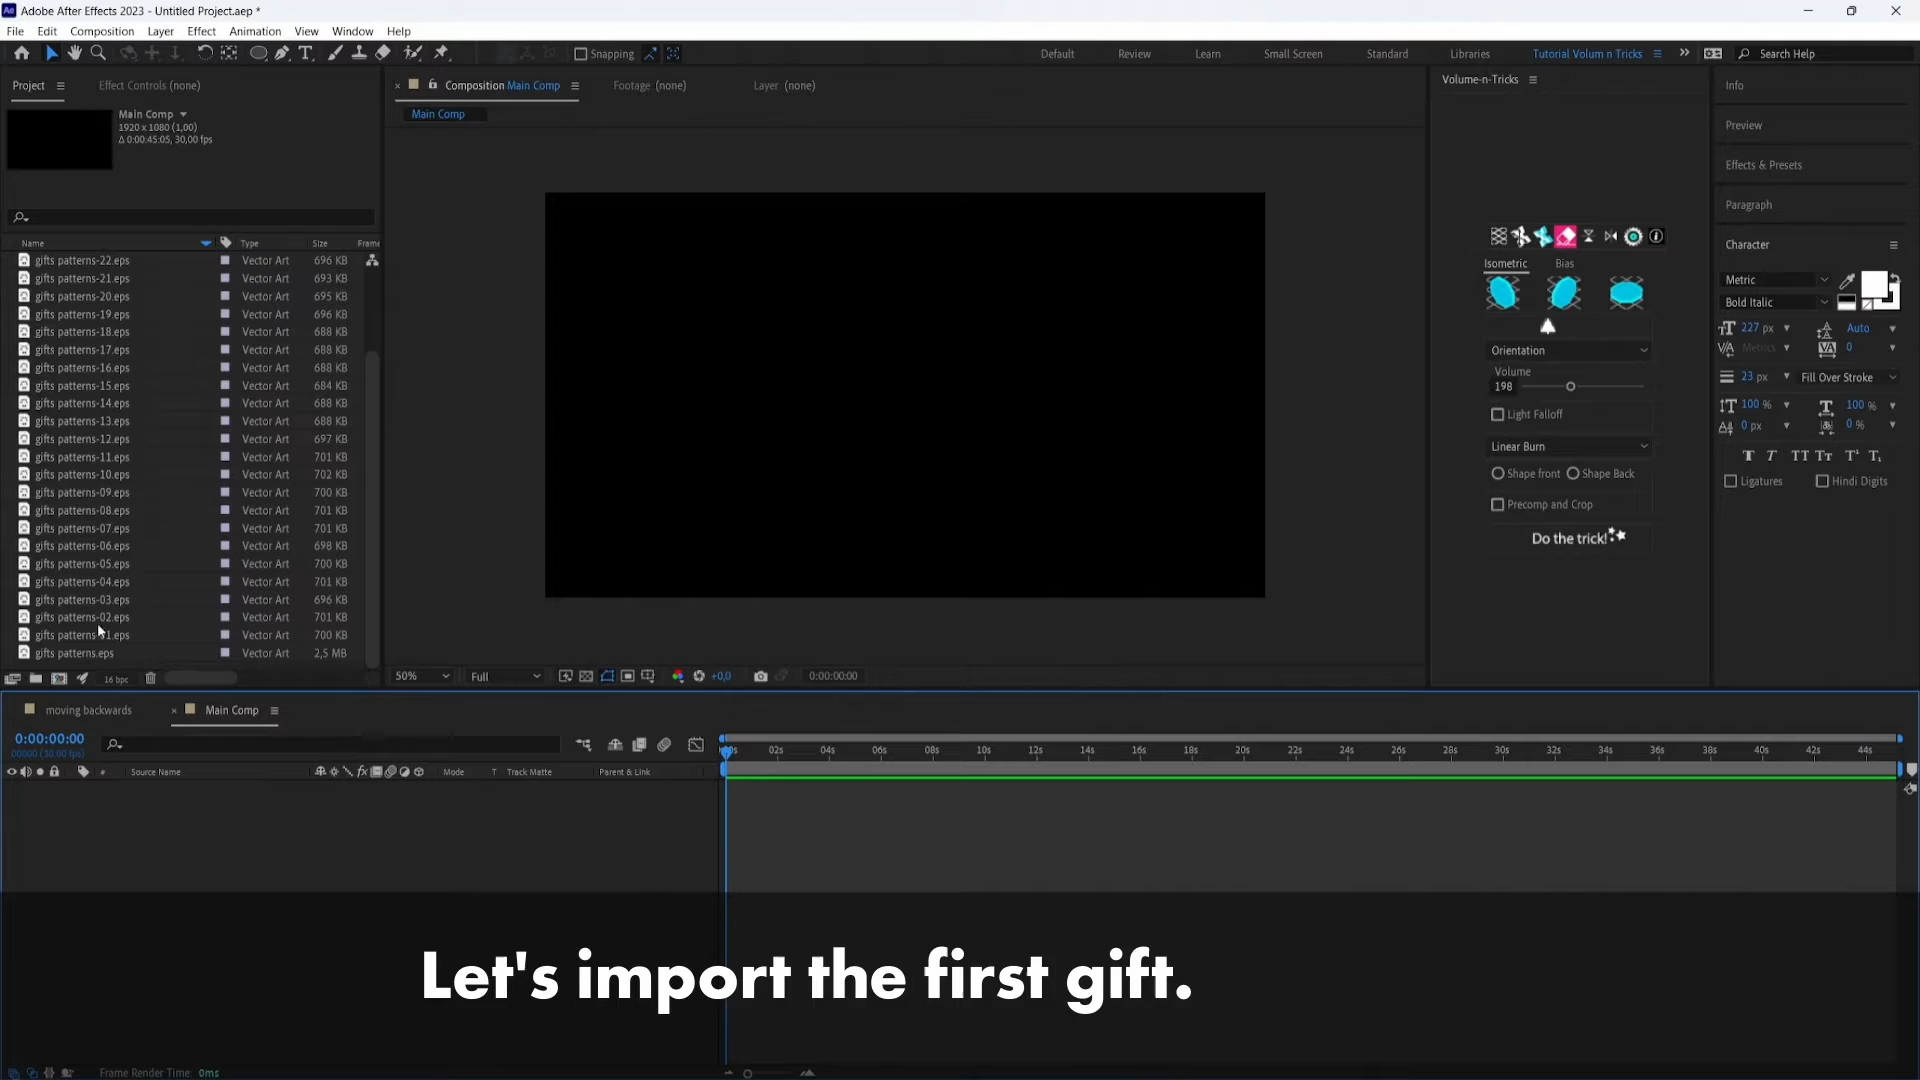 Adobe After Effects 2023 - Untitled Project.aep *
File Edit Composition Layer Effect Animation View Window Help
Snapping Default Review Learn Small Screen Standard Libraries Tutorial Volum n Tricks Search Help
Project Effect Controls (none) Composition Main Comp Footage (none) Layer (none) Volume-n-Tricks Info
Main Comp
1920 x 1080 (1,00)
Δ 0:00:45:05, 30,00 fps
Main Comp
Preview
Effects & Presets
Paragraph
Name Type Size Frame
gifts patterns-22.eps Vector Art 696 KB
gifts patterns-21.eps Vector Art 693 KB
gifts patterns-20.eps Vector Art 695 KB
gifts patterns-19.eps Vector Art 696 KB
gifts patterns-18.eps Vector Art 688 KB
gifts patterns-17.eps Vector Art 688 KB
gifts patterns-16.eps Vector Art 688 KB
gifts patterns-15.eps Vector Art 684 KB
gifts patterns-14.eps Vector Art 688 KB
gifts patterns-13.eps Vector Art 688 KB
gifts patterns-12.eps Vector Art 697 KB
gifts patterns-11.eps Vector Art 701 KB
gifts patterns-10.eps Vector Art 702 KB
gifts patterns-09.eps Vector Art 700 KB
gifts patterns-08.eps Vector Art 701 KB
gifts patterns-07.eps Vector Art 701 KB
gifts patterns-06.eps Vector Art 698 KB
gifts patterns-05.eps Vector Art 700 KB
gifts patterns-04.eps Vector Art 701 KB
gifts patterns-03.eps Vector Art 696 KB
gifts patterns-02.eps Vector Art 701 KB
gifts patterns-01.eps Vector Art 700 KB
gifts patterns.eps Vector Art 2,5 MB
16 bpc
50% Full +0,0 0:00:00:00
Isometric Bias
Orientation
Volume
198
Light Falloff
Linear Burn
Shape front Shape Back
Precomp and Crop
Do the trick!
Character
Metric
Bold Italic
227 px Auto
Metrics 0
23 px Fill Over Stroke
100 % 100 %
0 px 0 %
Ligatures Hindi Digits
moving backwards Main Comp
0:00:00:00
00000 (30.00 fps)
02s 04s 06s 08s 10s 12s 14s 16s 18s 20s 22s 24s 26s 28s 30s 32s 34s 36s 38s 40s 42s 44s
# Source Name Mode T Track Matte Parent & Link
Let's import the first gift.
Frame Render Time: 0ms